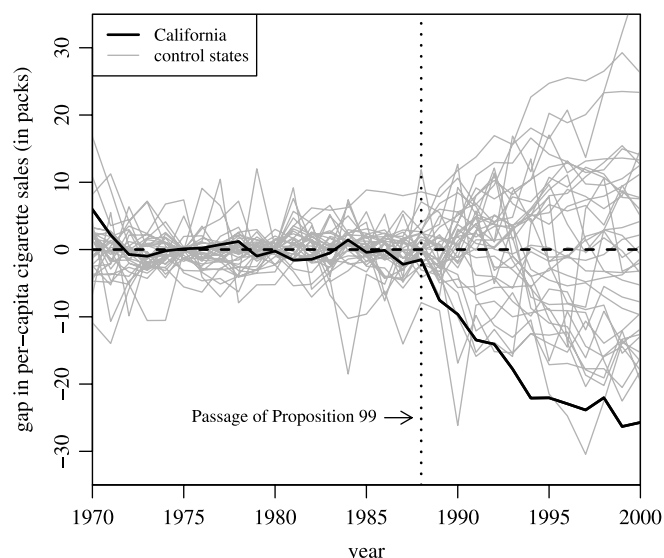 California
control states
gap in per−capita cigarette sales (in packs)
30
20
10
0
−10
−20
−30
Passage of Proposition 99
1970 1975 1980 1985 1990 1995 2000
year